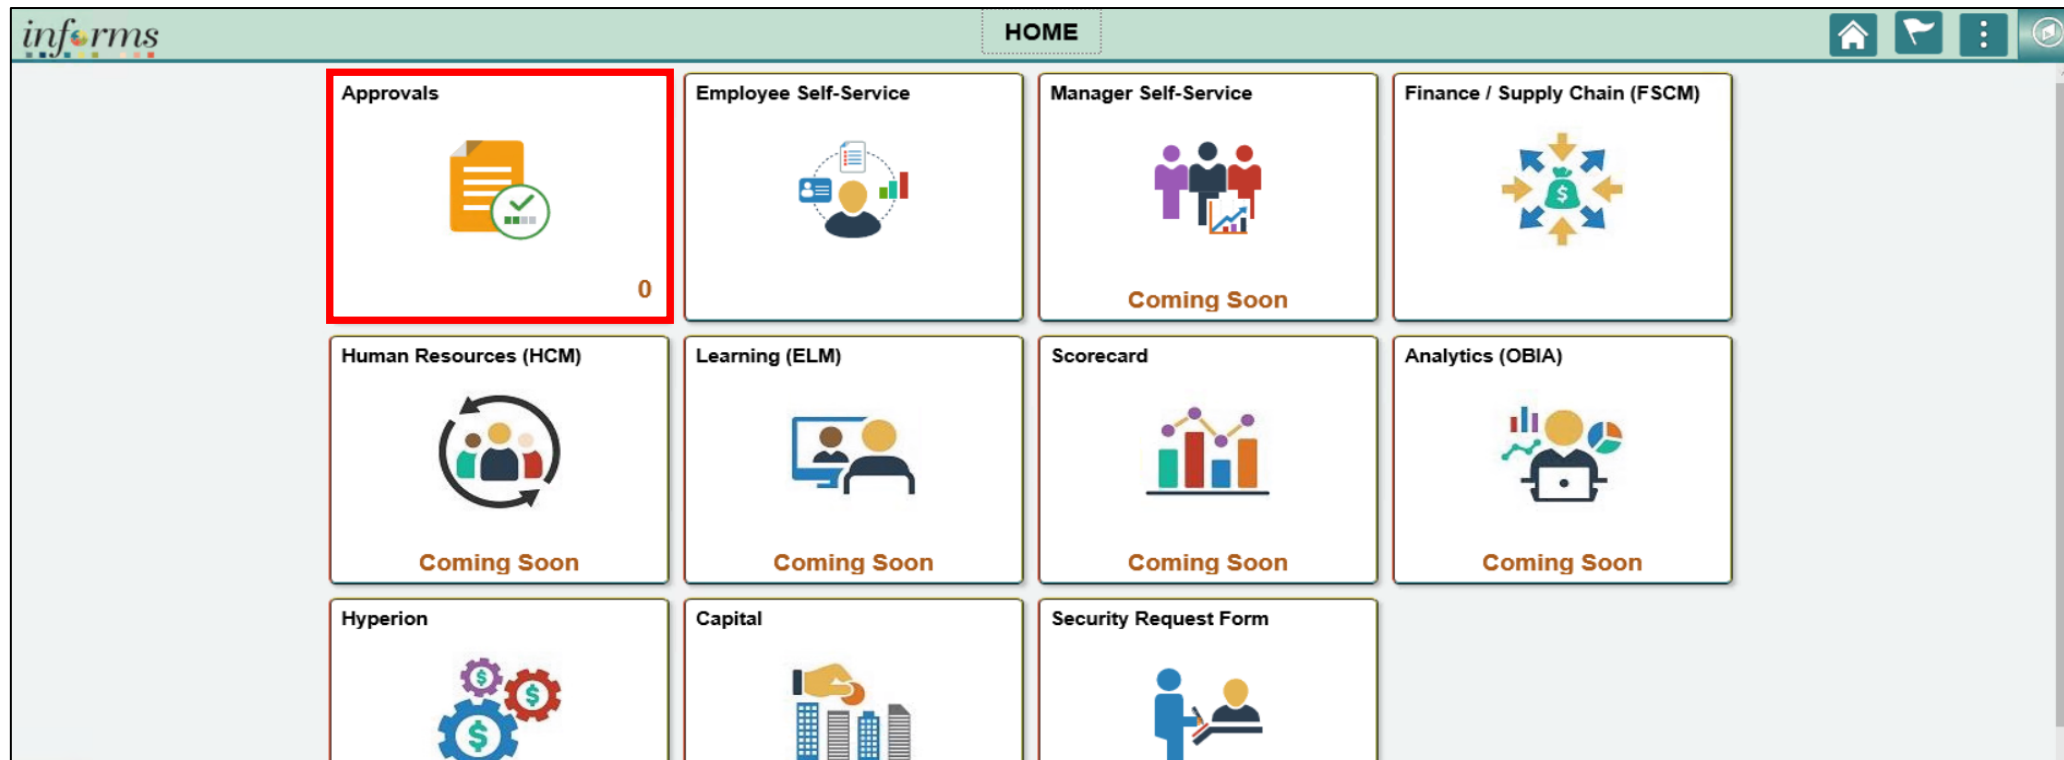 informs
HOME
Approvals
Employee Self-Service
Manager Self-Service
Finance / Supply Chain (FSCM)
$
0
Coming Soon
Human Resources (HCM)
Learning (ELM)
Scorecard
Analytics (OBIA)
Coming Soon
Coming Soon
Coming Soon
Coming Soon
Hyperion
Capital
Security Request Form
$
$
$